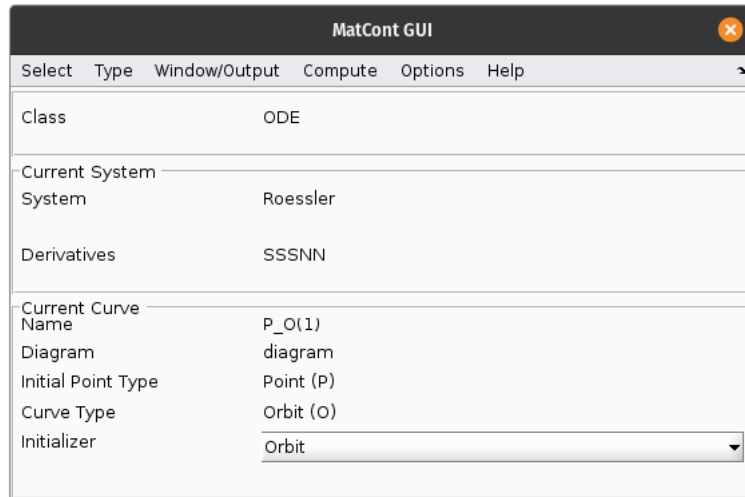 MatCont GUI
Select Type Window/Output Compute Options Help
Class ODE
Current System
System Roessler
Derivatives SSSNN
Current Curve
Name P_O(1)
Diagram diagram
Initial Point Type Point (P)
Curve Type Orbit (O)
Initializer Orbit